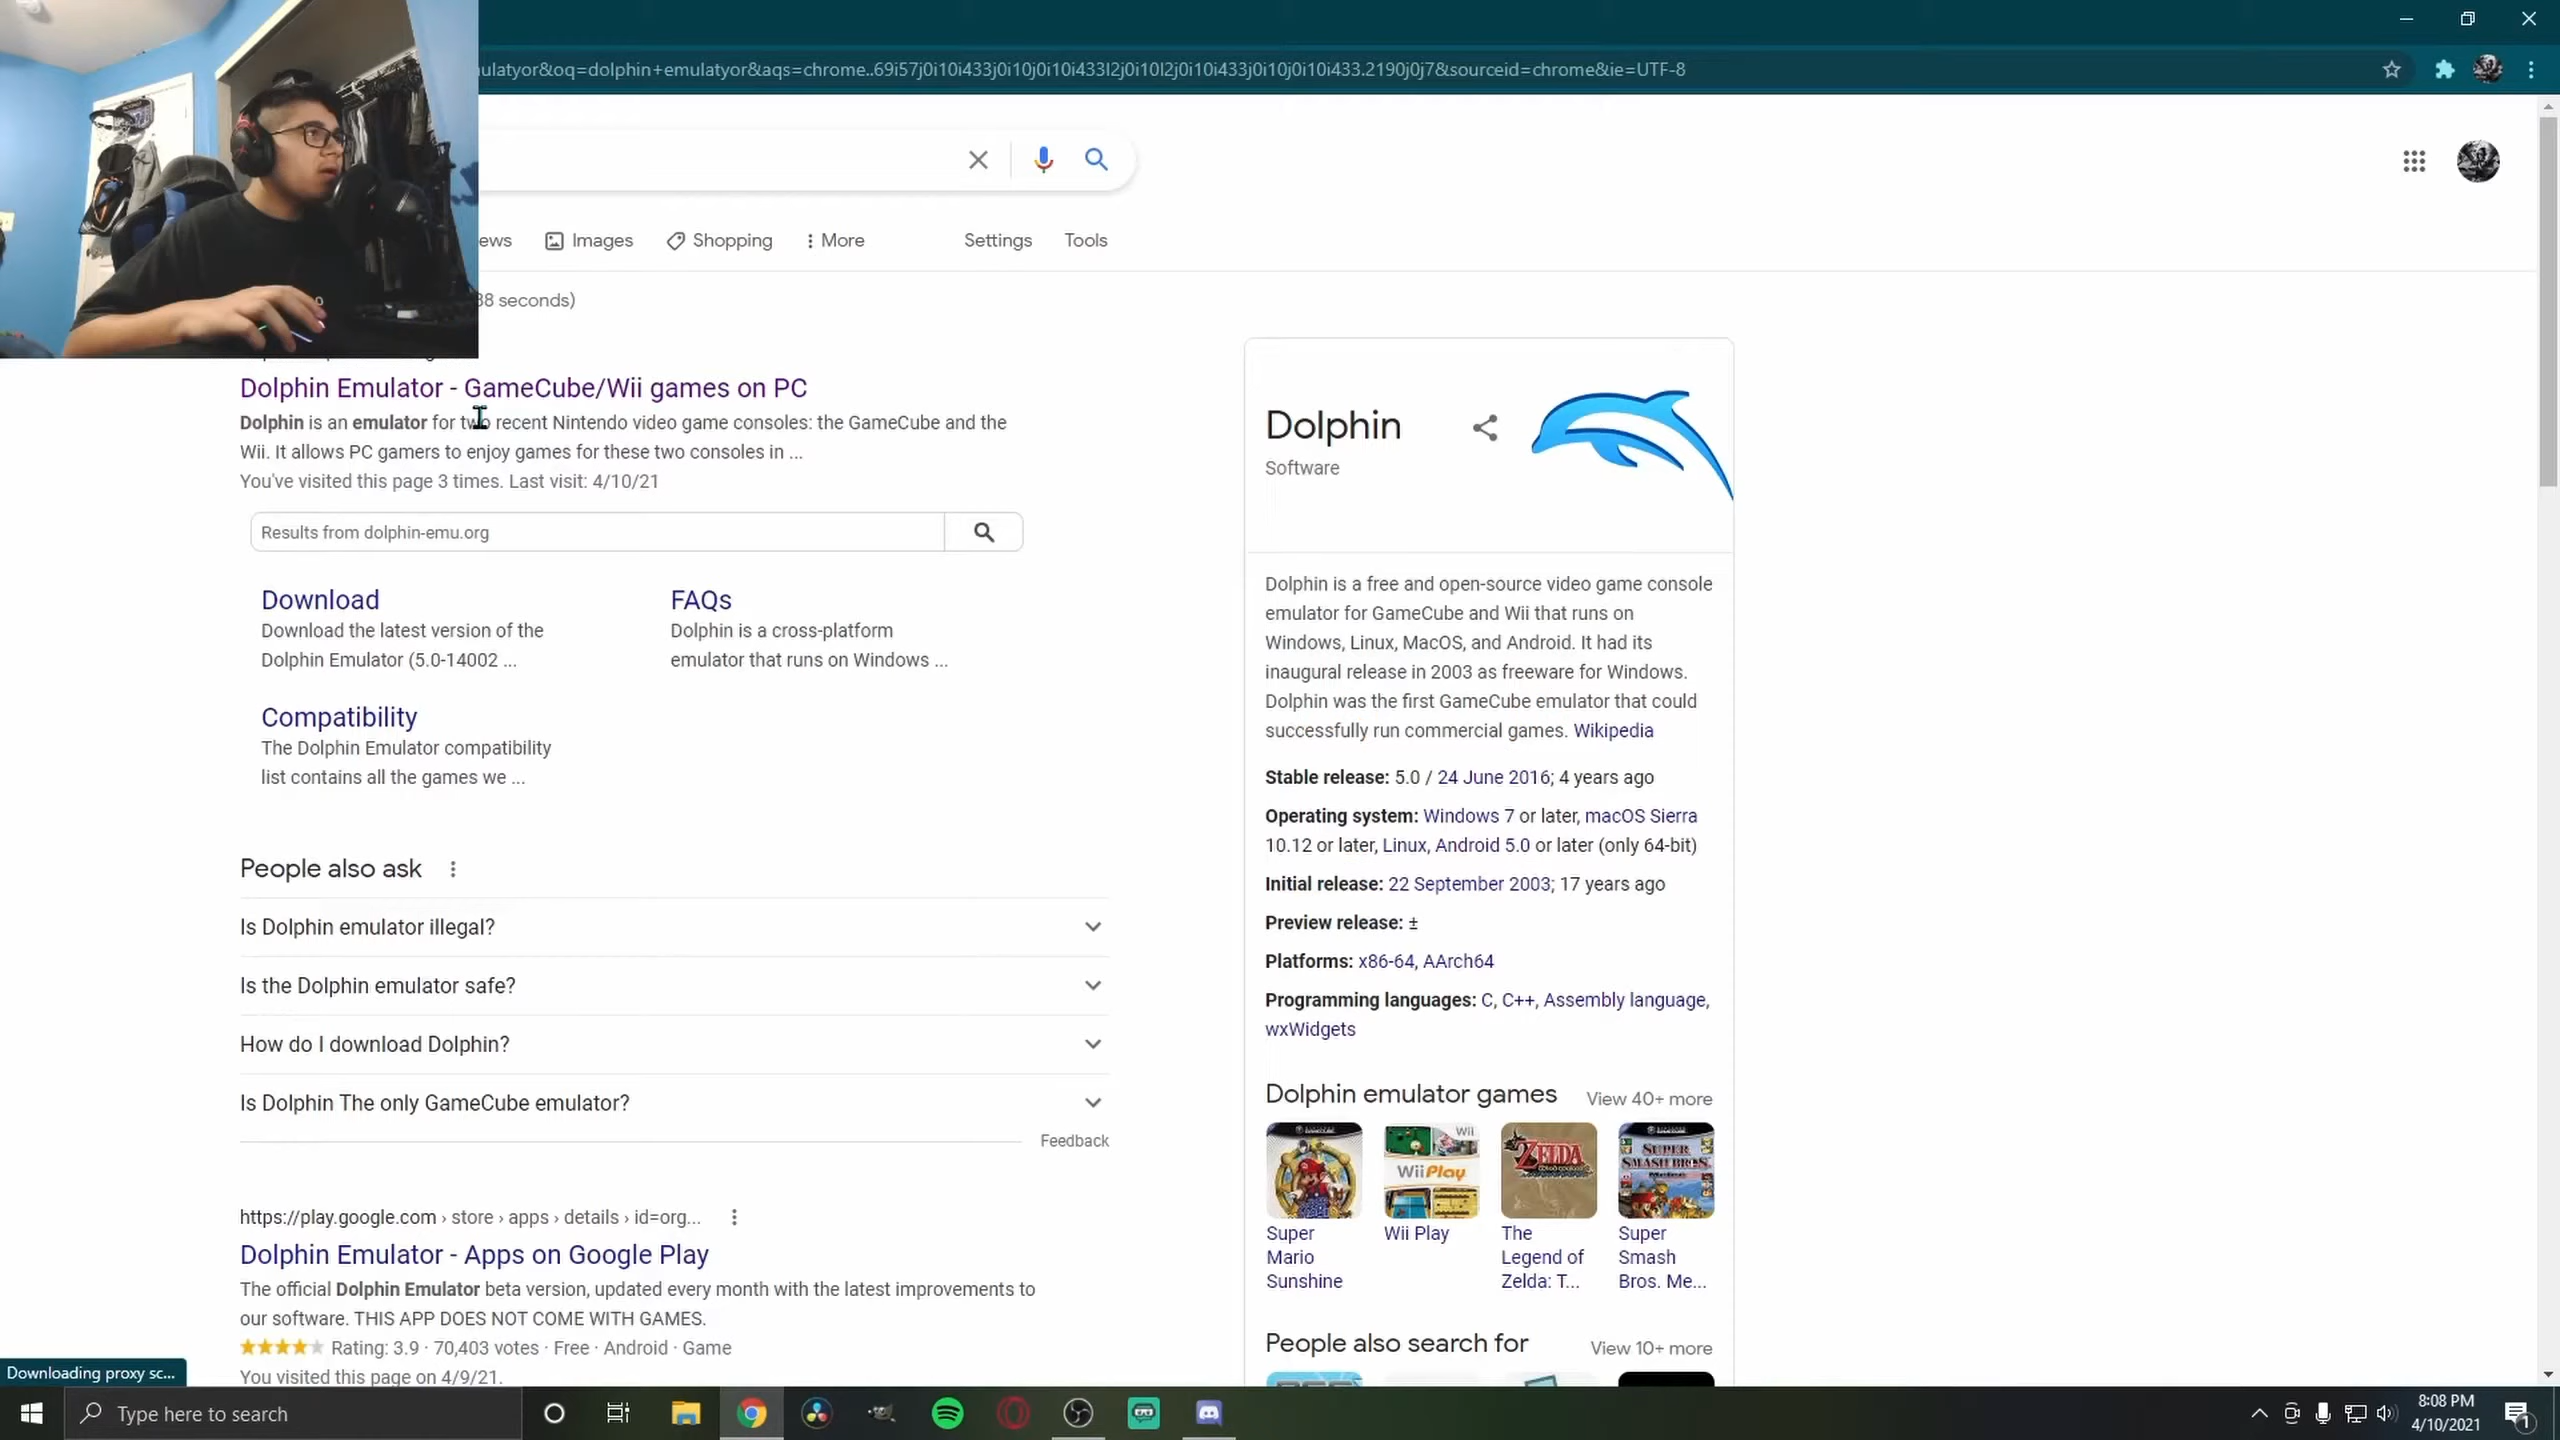 mulatyor&oq=dolphin+emulatyor&aqs=chrome..69i57j0i10i433j0i10j0i10i433l2j0i10l2j0i10i433j0i10j0i10i433.2190j0j7&sourceid=chrome&ie=UTF-8
ews
Images
Shopping
More
Settings
Tools
38 seconds)
Dolphin Emulator - GameCube/Wii games on PC
Dolphin is an emulator for two recent Nintendo video game consoles: the GameCube and the
Wii. It allows PC gamers to enjoy games for these two consoles in ...
You've visited this page 3 times. Last visit: 4/10/21
Results from dolphin-emu.org
Download
Download the latest version of the
Dolphin Emulator (5.0-14002 ...
FAQs
Dolphin is a cross-platform
emulator that runs on Windows ...
Compatibility
The Dolphin Emulator compatibility
list contains all the games we ...
People also ask
Is Dolphin emulator illegal?
Is the Dolphin emulator safe?
How do I download Dolphin?
Is Dolphin The only GameCube emulator?
Feedback
https://play.google.com › store › apps › details › id=org...
Dolphin Emulator - Apps on Google Play
The official Dolphin Emulator beta version, updated every month with the latest improvements to
our software. THIS APP DOES NOT COME WITH GAMES.
Rating: 3.9 · 70,403 votes · Free · Android · Game
You visited this page on 4/9/21.
Dolphin
Software
Dolphin is a free and open-source video game console
emulator for GameCube and Wii that runs on
Windows, Linux, MacOS, and Android. It had its
inaugural release in 2003 as freeware for Windows.
Dolphin was the first GameCube emulator that could
successfully run commercial games. Wikipedia
Stable release: 5.0 / 24 June 2016; 4 years ago
Operating system: Windows 7 or later, macOS Sierra
10.12 or later, Linux, Android 5.0 or later (only 64-bit)
Initial release: 22 September 2003; 17 years ago
Preview release: ±
Platforms: x86-64, AArch64
Programming languages: C, C++, Assembly language,
wxWidgets
Dolphin emulator games
View 40+ more
Wii
Wii Play
ZELDA
SUPER
SMASH BROS.
Super
Mario
Sunshine
Wii Play
The
Legend of
Zelda: T...
Super
Smash
Bros. Me...
People also search for
View 10+ more
Downloading proxy sc...
Type here to search
8:08 PM
4/10/2021
1